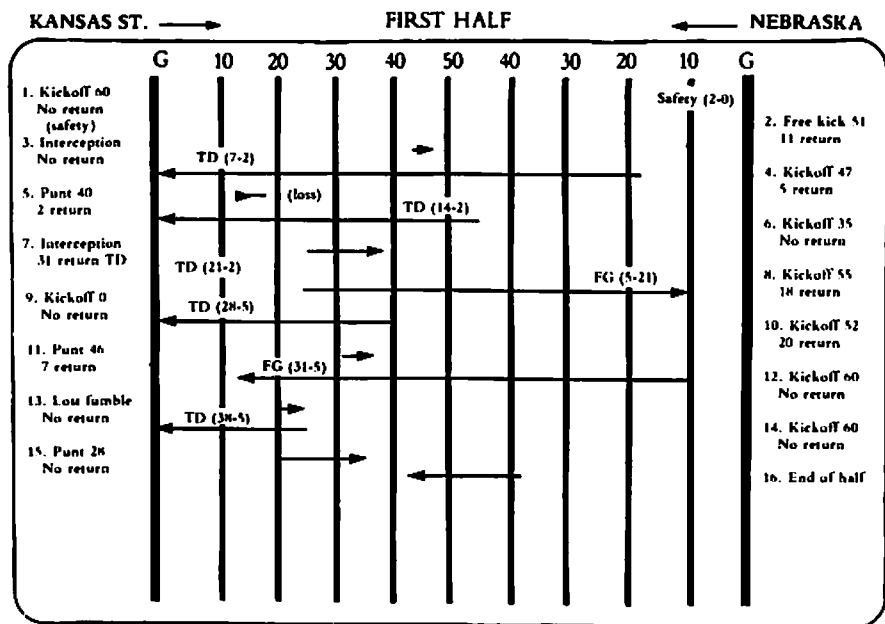 KANSAS ST. FIRST HALF NEBRASKA
G 10 20 30 40 50 40 30 20 10 G
1. Kickoff 60
No return
(safety)
Safety (2-0)
2. Free kick 51
11 return
3. Interception
No return
TD (7-2)
4. Kickoff 47
5 return
5. Punt 40
2 return
(loss)
TD (14-2)
6. Kickoff 35
No return
7. Interception
31 return TD
TD (21-2)
FG (5-21)
8. Kickoff 55
18 return
9. Kickoff 0
No return
TD (28-5)
10. Kickoff 52
20 return
11. Punt 46
7 return
FG (31-5)
12. Kickoff 60
No return
13. Lost fumble
No return
TD (38-5)
14. Kickoff 60
No return
15. Punt 28
No return
16. End of half